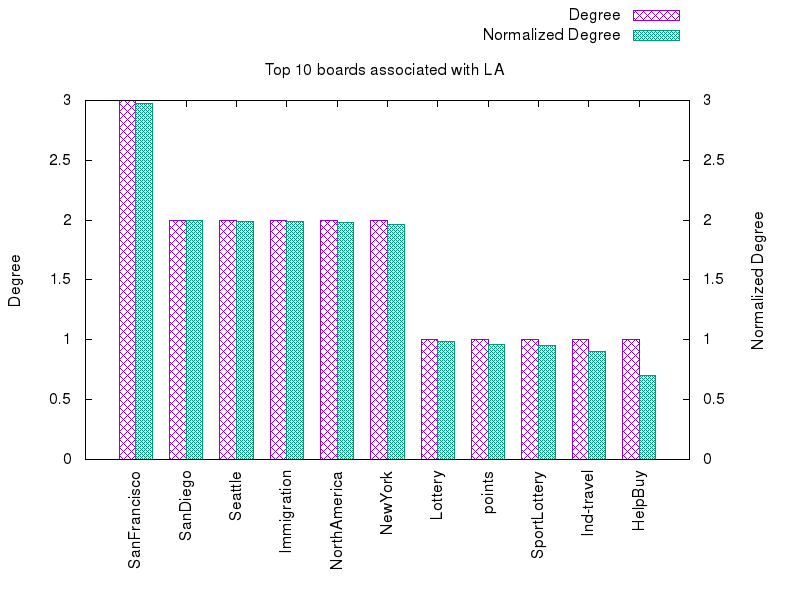 Degree
Normalized Degree
Top 10 boards associated with LA
3
2.5
2
1.5
1
0.5
0
3
2.5
2
1.5
1
0.5
0
Degree
Normalized Degree
SanFrancisco
SanDiego
Seattle
Immigration
NorthAmerica
NewYork
Lottery
points
SportLottery
Ind-travel
HelpBuy